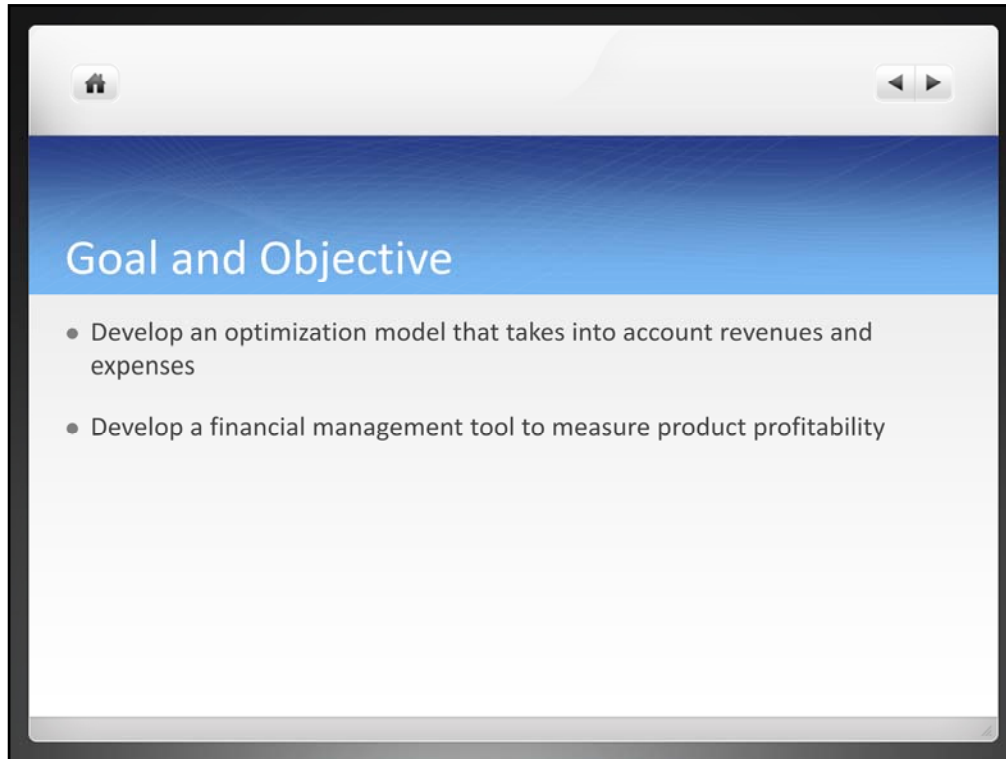 Goal and Objective
● Develop an optimization model that takes into account revenues and
expenses
● Develop a financial management tool to measure product profitability